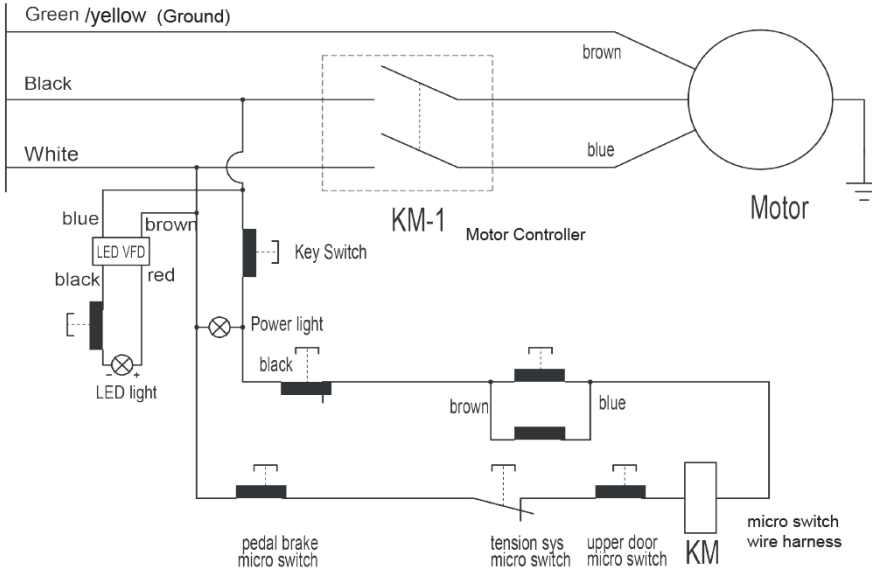 Green /yellow (Ground)
brown
Black
White
blue
KM-1
Motor Controller
Motor
blue
brown
LED VFD
black
red
Key Switch
Power light
black
- +
LED light
brown
blue
pedal brake
micro switch
tension sys
micro switch
upper door
micro switch
KM
micro switch
wire harness